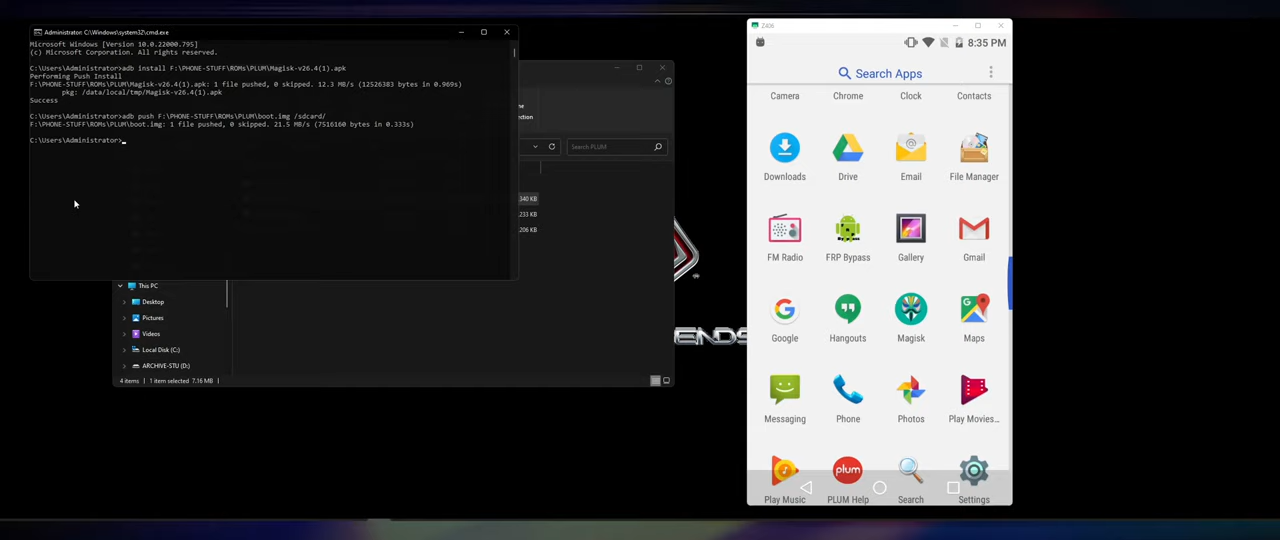 Administrator: C:\Windows\system32\cmd.exe
Microsoft Windows [Version 10.0.22000.795]
(c) Microsoft Corporation. All rights reserved.
C:\Users\Administrator>adb install F:\PHONE-STUFF\ROMs\PLUM\Magisk-v26.4(1).apk
Performing Push Install
F:\PHONE-STUFF\ROMs\PLUM\Magisk-v26.4(1).apk: 1 file pushed, 0 skipped. 12.3 MB/s (12526383 bytes in 0.969s)
pkg: /data/local/tmp/Magisk-v26.4(1).apk
Success
C:\Users\Administrator>adb push F:\PHONE-STUFF\ROMs\PLUM\boot.img /sdcard/
F:\PHONE-STUFF\ROMs\PLUM\boot.img: 1 file pushed, 0 skipped. 21.5 MB/s (7516160 bytes in 0.333s)
C:\Users\Administrator>
Search PLUM
340 KB
233 KB
206 KB
This PC
Desktop
Pictures
Videos
Local Disk (C:)
ARCHIVE-STU (D:)
4 items 1 item selected 7.16 MB
ENDS
Z406
8:35 PM
Search Apps
Camera Chrome Clock Contacts
Downloads Drive Email File Manager
FM Radio FRP Bypass Gallery Gmail
Google Hangouts Magisk Maps
Messaging Phone Photos Play Movies...
plum
Play Music PLUM Help Search Settings